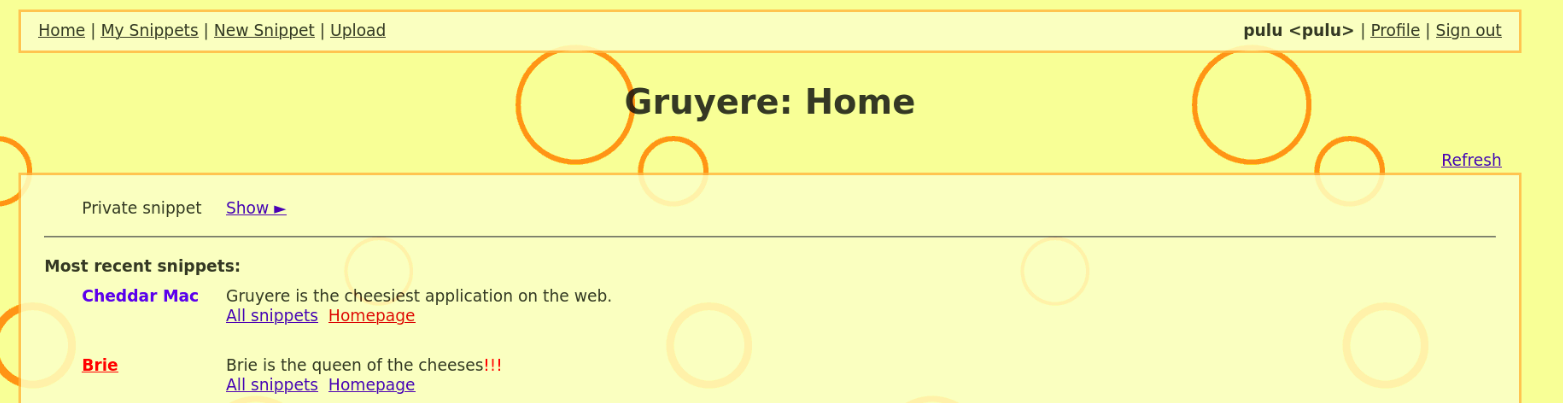 Home | My Snippets | New Snippet | Upload pulu <pulu> | Profile | Sign out
Gruyere: Home
Refresh
Private snippet Show ►
Most recent snippets:
Cheddar Mac Gruyere is the cheesiest application on the web.
All snippets Homepage
Brie Brie is the queen of the cheeses!!!
All snippets Homepage